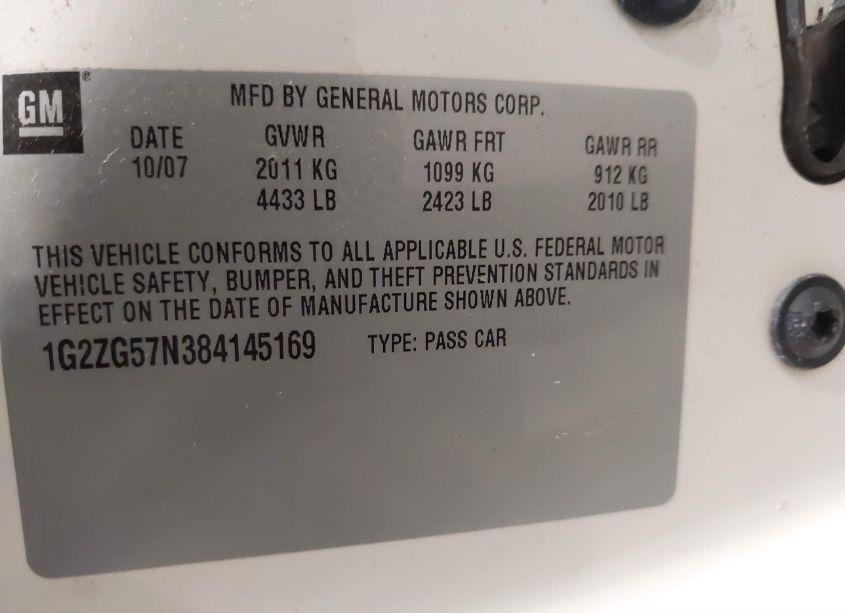 GM®
MFD BY GENERAL MOTORS CORP.
DATE GVWR GAWR FRT GAWR RR
10/07 2011 KG 1099 KG 912 KG
4433 LB 2423 LB 2010 LB
THIS VEHICLE CONFORMS TO ALL APPLICABLE U.S. FEDERAL MOTOR
VEHICLE SAFETY, BUMPER, AND THEFT PREVENTION STANDARDS IN
EFFECT ON THE DATE OF MANUFACTURE SHOWN ABOVE.
1G2ZG57N384145169 TYPE: PASS CAR